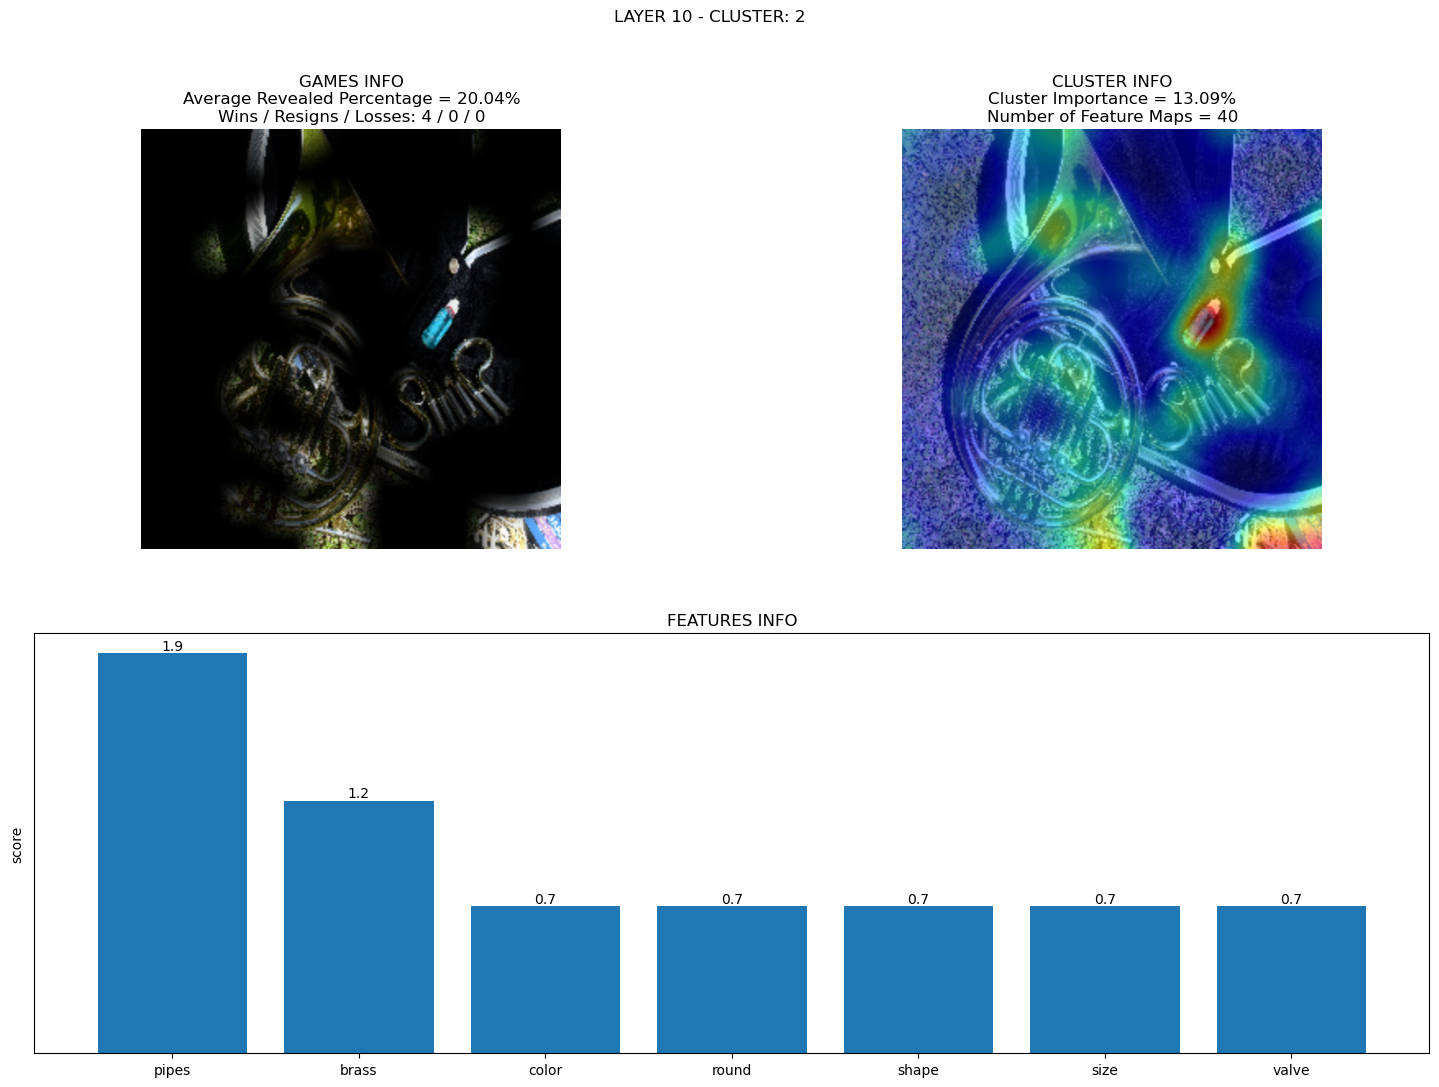 LAYER 10 - CLUSTER: 2
GAMES INFO
Average Revealed Percentage = 20.04%
Wins / Resigns / Losses: 4 / 0 / 0
CLUSTER INFO
Cluster Importance = 13.09%
Number of Feature Maps = 40
FEATURES INFO
score
1.9
1.2
0.7
0.7
0.7
0.7
0.7
pipes
brass
color
round
shape
size
valve